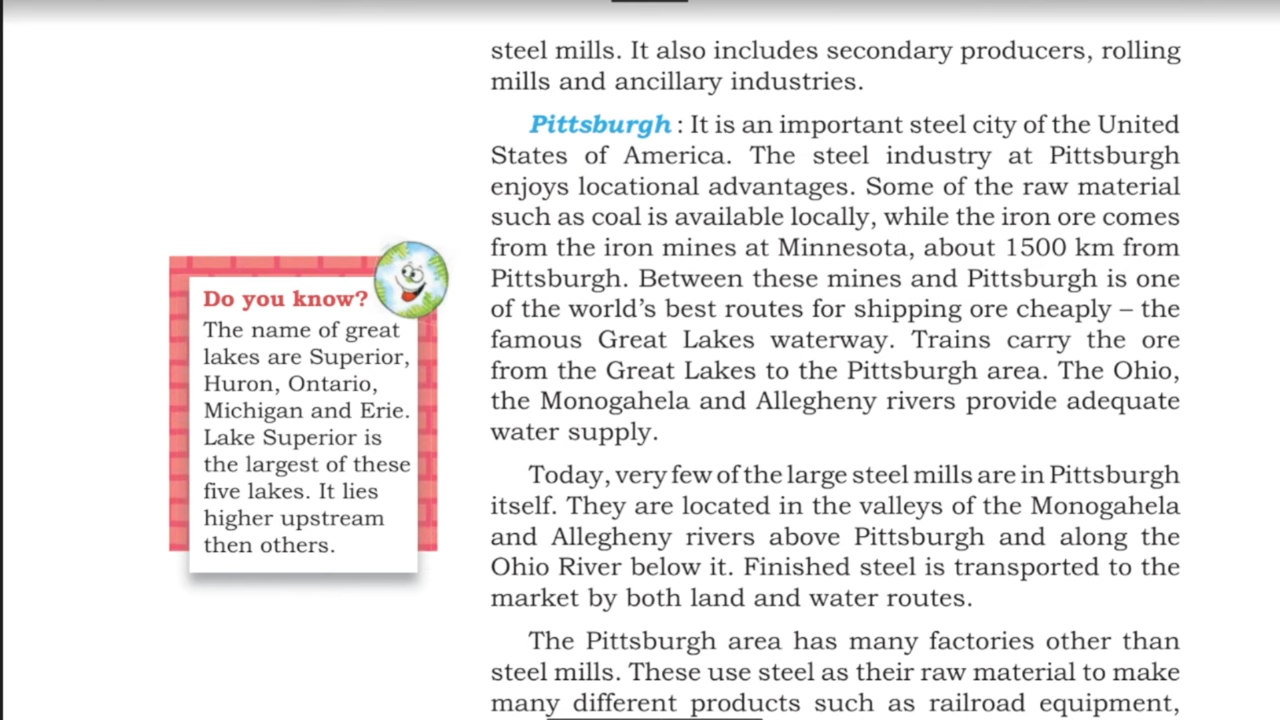 steel mills. It also includes secondary producers, rolling
mills and ancillary industries.
Pittsburgh : It is an important steel city of the United
States of America. The steel industry at Pittsburgh
enjoys locational advantages. Some of the raw material
such as coal is available locally, while the iron ore comes
from the iron mines at Minnesota, about 1500 km from
Pittsburgh. Between these mines and Pittsburgh is one
of the world's best routes for shipping ore cheaply – the
famous Great Lakes waterway. Trains carry the ore
from the Great Lakes to the Pittsburgh area. The Ohio,
the Monogahela and Allegheny rivers provide adequate
water supply.
Today, very few of the large steel mills are in Pittsburgh
itself. They are located in the valleys of the Monogahela
and Allegheny rivers above Pittsburgh and along the
Ohio River below it. Finished steel is transported to the
market by both land and water routes.
The Pittsburgh area has many factories other than
steel mills. These use steel as their raw material to make
many different products such as railroad equipment,
Do you know?
The name of great
lakes are Superior,
Huron, Ontario,
Michigan and Erie.
Lake Superior is
the largest of these
five lakes. It lies
higher upstream
then others.